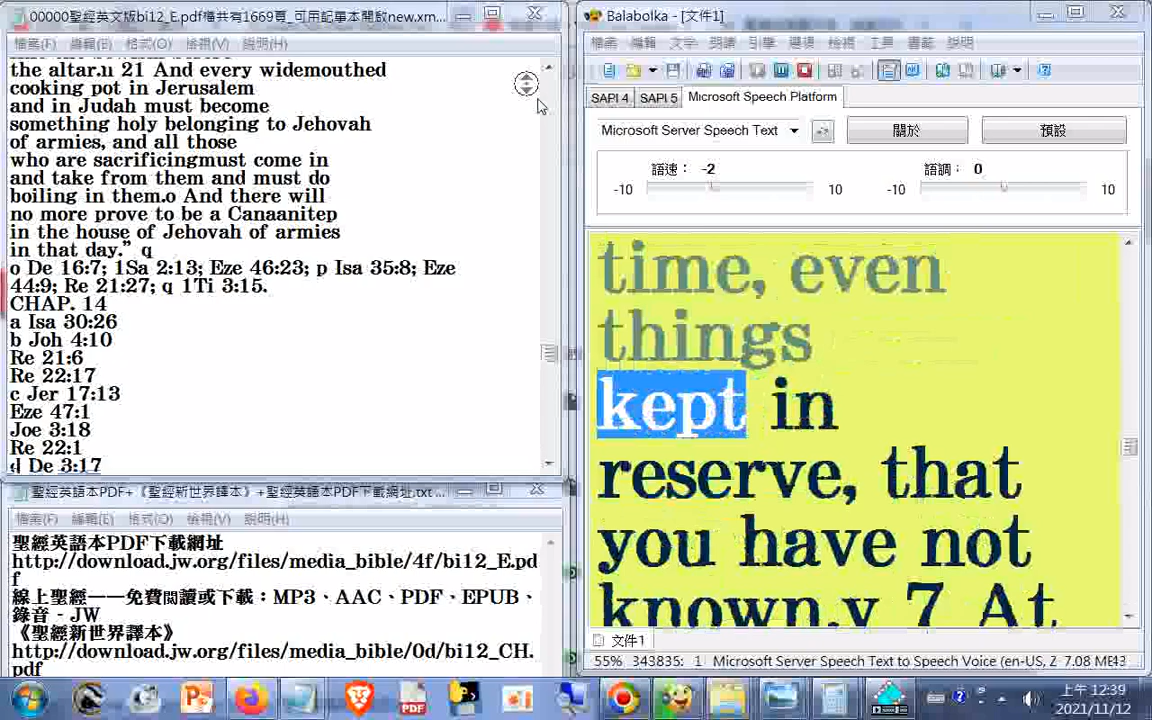 00000聖經英文版bi12_E.pdf檔共有1669頁_可用記事本開啟new.xm...
檔案(F) 編輯(E) 格式(O) 檢視(V) 說明(H)
the altar.n 21 And every widemouthed
cooking pot in Jerusalem
and in Judah must become
something holy belonging to Jehovah
of armies, and all those
who are sacrificingmust come in
and take from them and must do
boiling in them.o And there will
no more prove to be a Canaanitep
in the house of Jehovah of armies
in that day.” q
o De 16:7; 1Sa 2:13; Eze 46:23; p Isa 35:8; Eze
44:9; Re 21:27; q 1Ti 3:15.
CHAP. 14
a Isa 30:26
b Joh 4:10
Re 21:6
Re 22:17
c Jer 17:13
Eze 47:1
Joe 3:18
Re 22:1
d De 3:17
聖經英語本PDF+《聖經新世界譯本》+聖經英語本PDF下載網址.txt ...
檔案(F) 編輯(E) 格式(O) 檢視(V) 說明(H)
聖經英語本PDF下載網址
http://download.jw.org/files/media_bible/4f/bi12_E.pd
f
線上聖經——免費閱讀或下載：MP3、AAC、PDF、EPUB、
錄音 - JW
《聖經新世界譯本》
http://download.jw.org/files/media_bible/0d/bi12_CH.
pdf
Balabolka - [文件1]
檔案 編輯 文字 朗讀 引擎 選項 檢視 工具 書籤 說明
SAPI 4 SAPI 5 Microsoft Speech Platform
Microsoft Server Speech Text 關於 預設
語速： -2 語調： 0
-10 10 -10 10
time, even
things
kept in
reserve, that
you have not
known.y 7 At
文件1
55% 343835: 1 Microsoft Server Speech Text to Speech Voice (en-US, Z 7.08 ME43
上午 12:39
2021/11/12